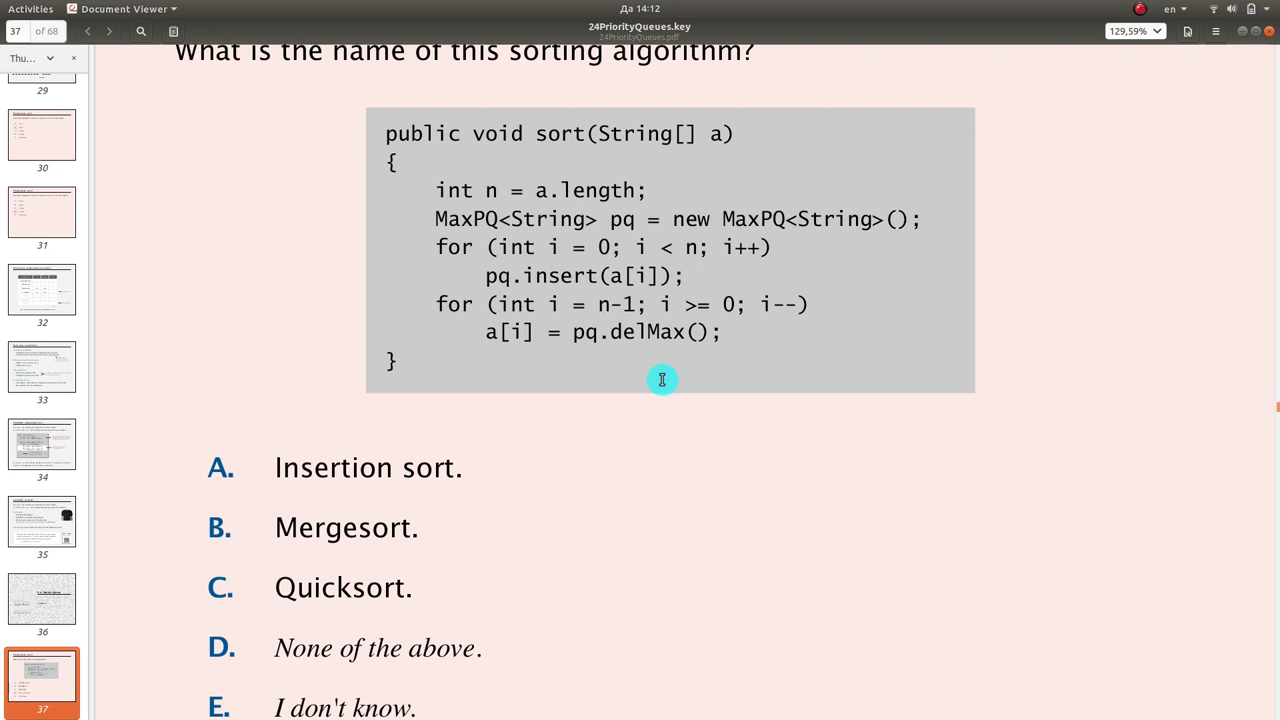 Activities
Document Viewer
Да 14:12
en
37
of 68
24PriorityQueues.key
24PriorityQueues.pdf
129,59%
Thu...
29
30
31
32
33
34
35
36
37
What is the name of this sorting algorithm?
public void sort(String[] a)
{
int n = a.length;
MaxPQ<String> pq = new MaxPQ<String>();
for (int i = 0; i < n; i++)
pq.insert(a[i]);
for (int i = n-1; i >= 0; i--)
a[i] = pq.delMax();
}
A. Insertion sort.
B. Mergesort.
C. Quicksort.
D. None of the above.
E. I don't know.